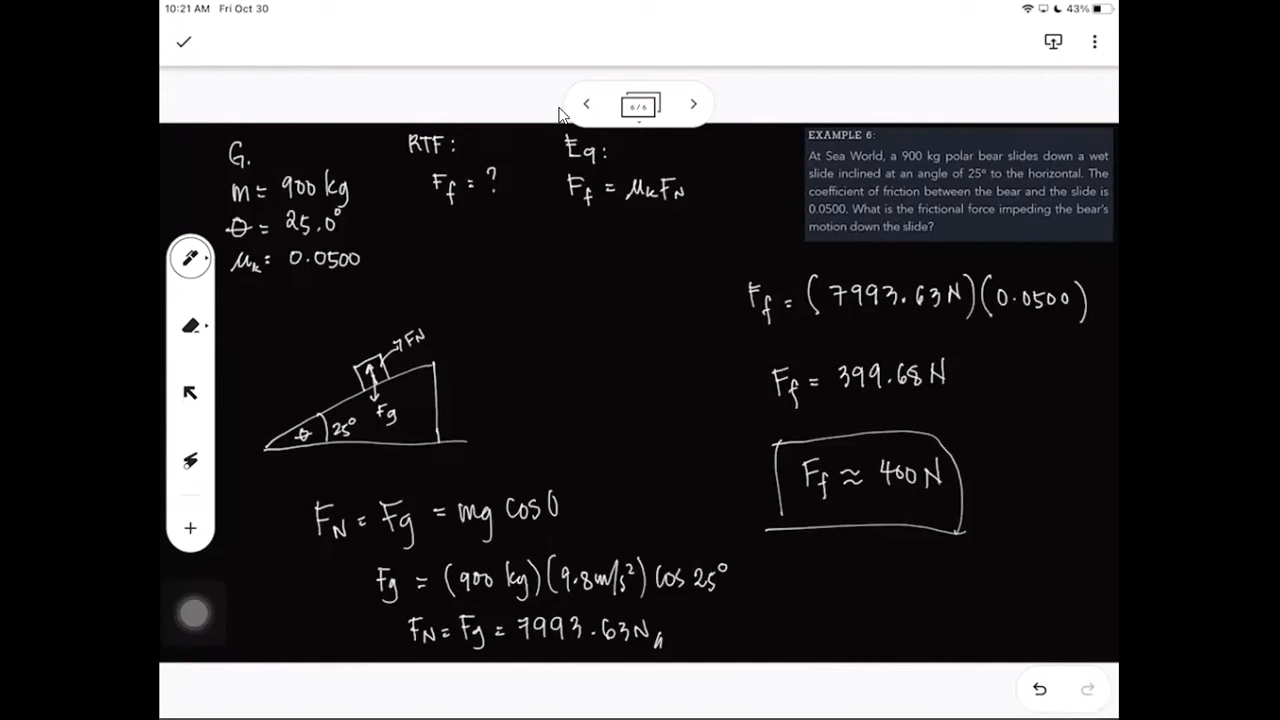 10:21 AM Fri Oct 30
43%
6 / 6
G.
m = 900 kg
θ = 25.0°
μk = 0.0500
RTF:
Ff = ?
Eq:
Ff = μkFN
EXAMPLE 6:
At Sea World, a 900 kg polar bear slides down a wet
slide inclined at an angle of 25° to the horizontal. The
coefficient of friction between the bear and the slide is
0.0500. What is the frictional force impeding the bear's
motion down the slide?
FN
Fg
θ 25°
FN = Fg = mg cosθ
Fg = (900 kg)(9.8m/s²) cos 25°
FN = Fg = 7993.63N
Ff = (7993.63N)(0.0500)
Ff = 399.68 N
Ff ≈ 400 N